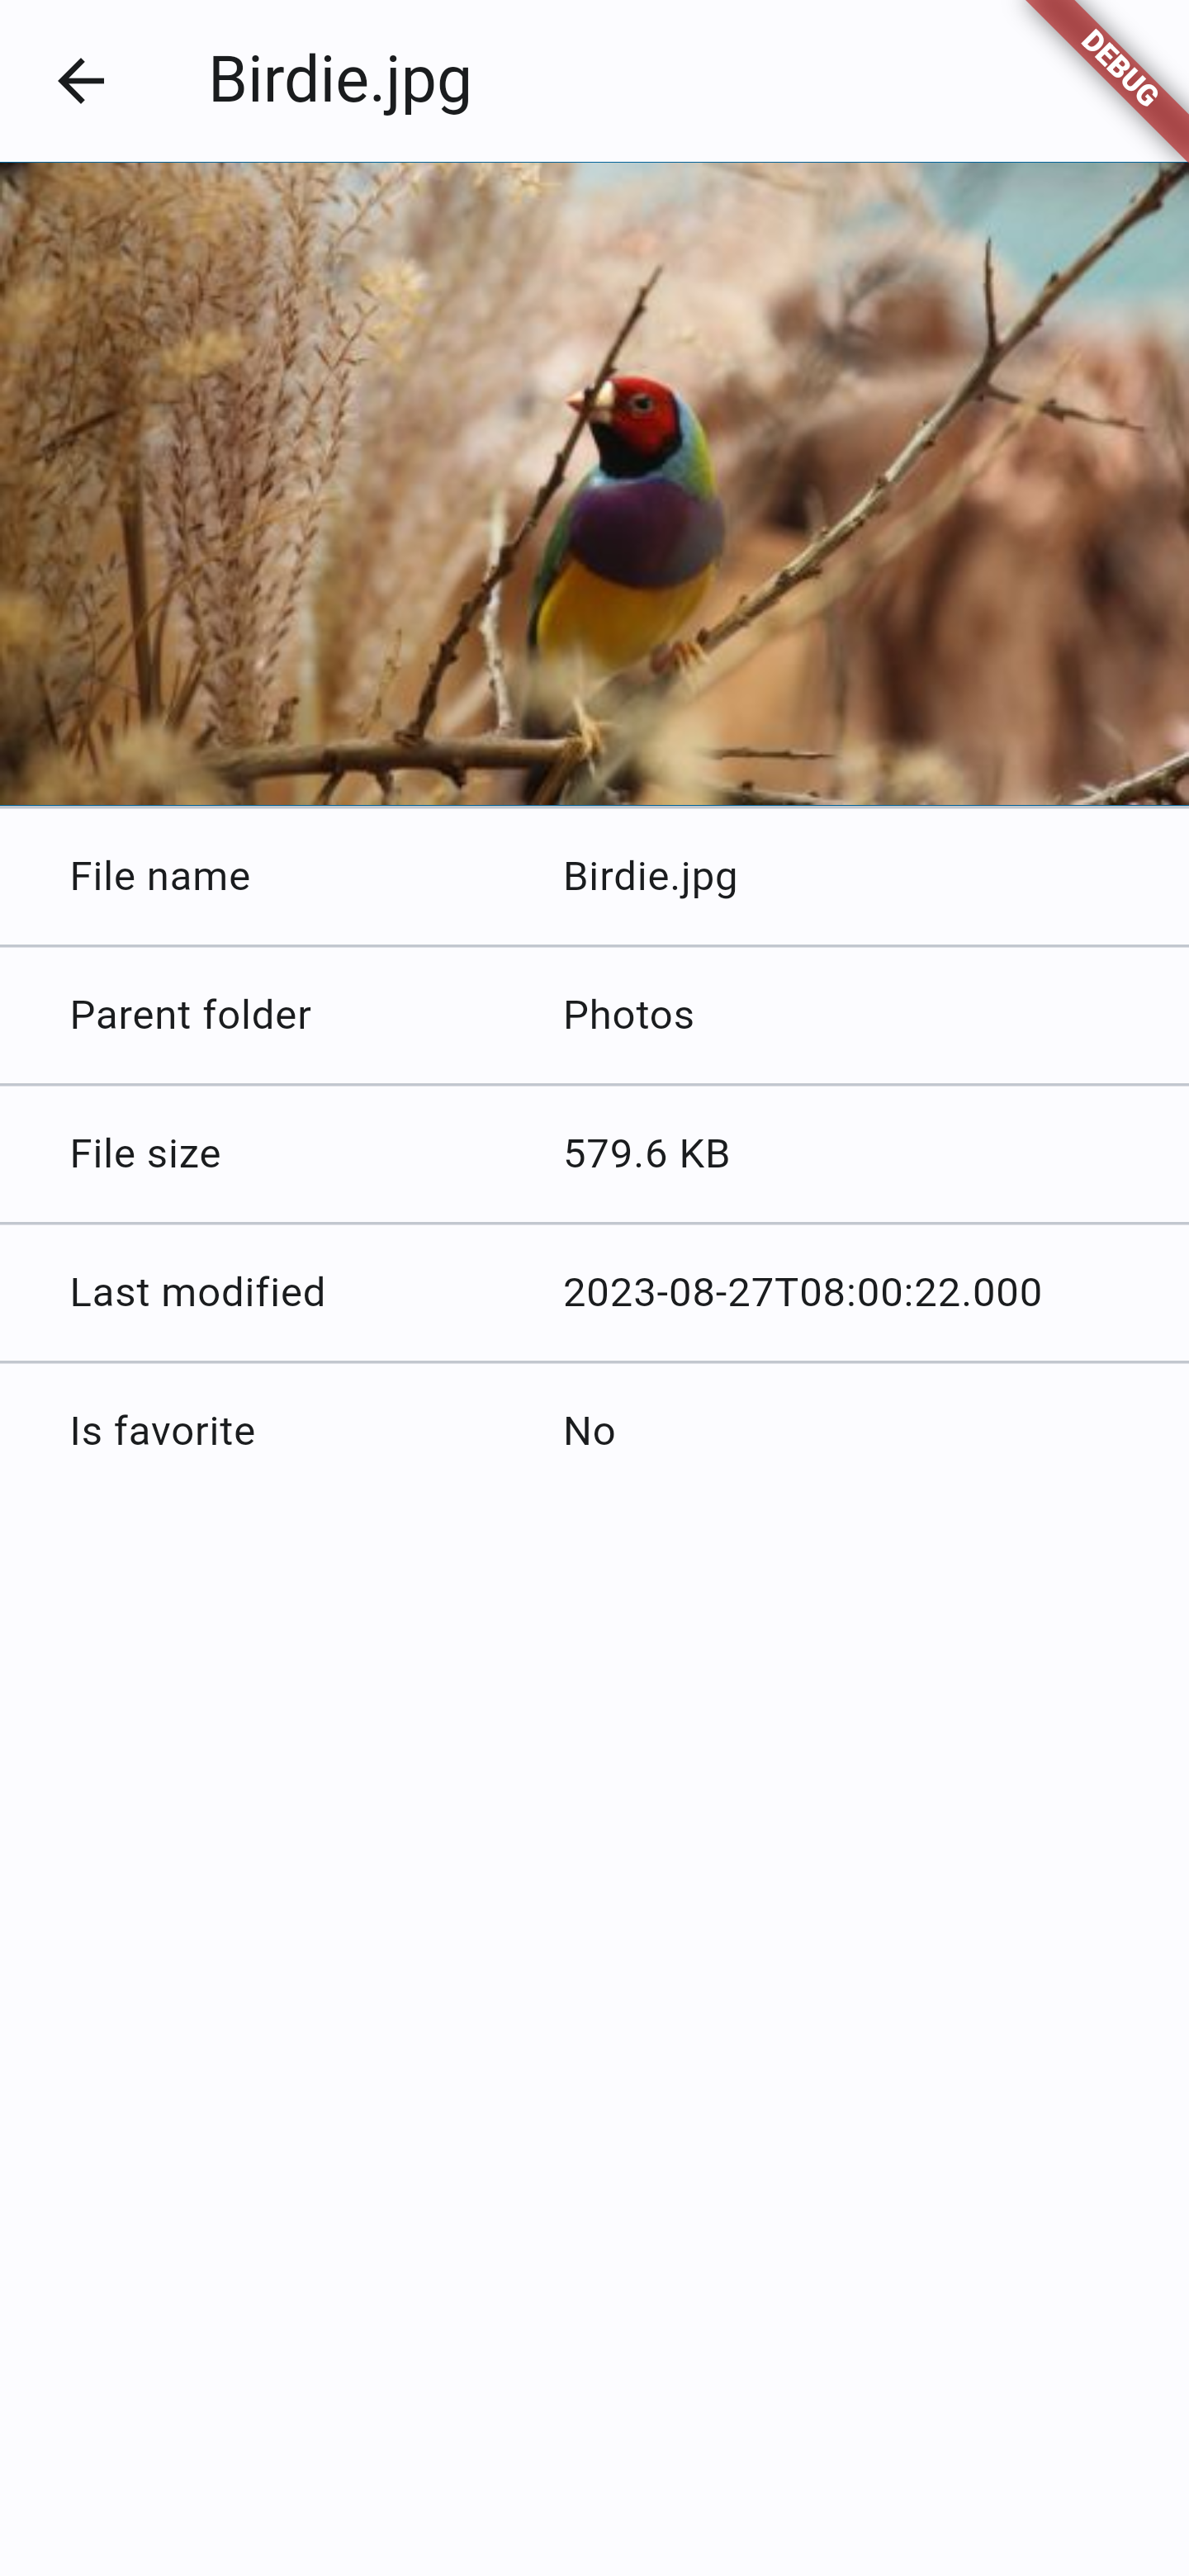 Birdie.jpg
DEBUG
File name Birdie.jpg
Parent folder Photos
File size 579.6 KB
Last modified 2023-08-27T08:00:22.000
Is favorite No